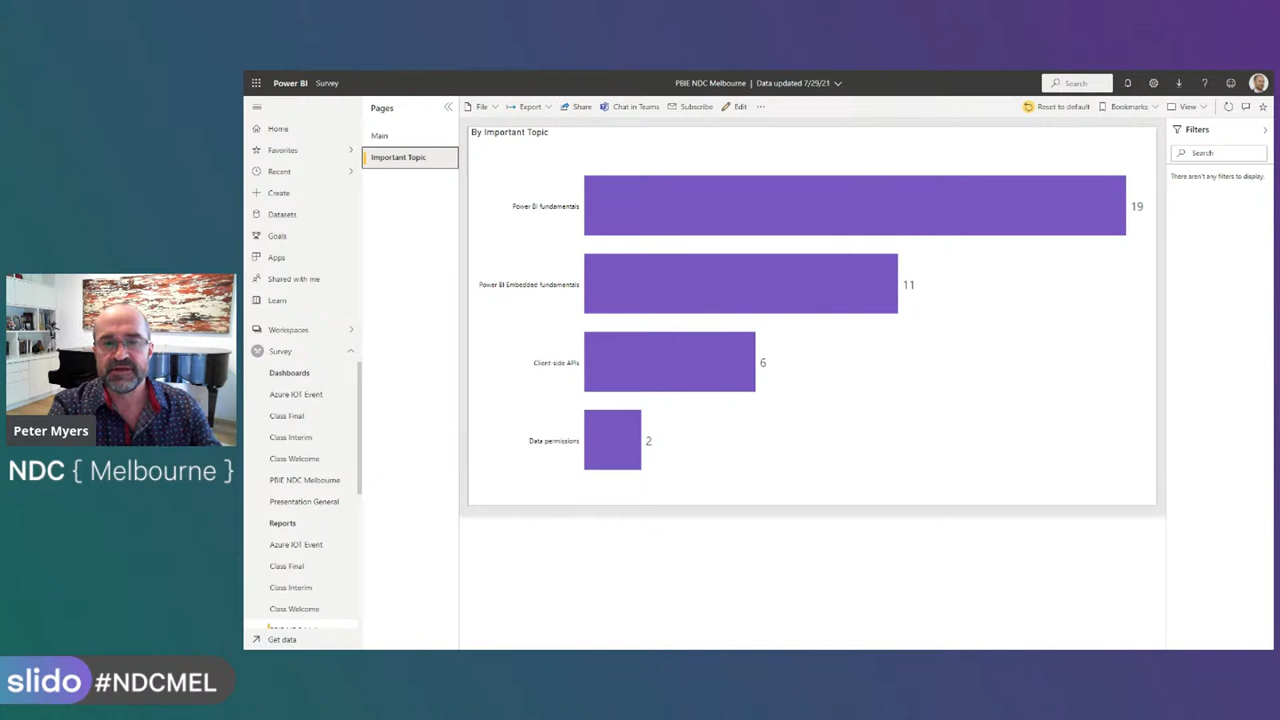 Power BI Survey
PBIE NDC Melbourne | Data updated 7/29/21
Search
Pages
File
Export
Share
Chat in Teams
Subscribe
Edit
...
Reset to default
Bookmarks
View
Home
Favorites
Recent
Create
Datasets
Goals
Apps
Shared with me
Learn
Workspaces
Survey
Dashboards
Azure IOT Event
Class Final
Class Interim
Class Welcome
PBIE NDC Melbourne
Presentation General
Reports
Azure IOT Event
Class Final
Class Interim
Class Welcome
Get data
Main
Important Topic
By Important Topic
Power BI fundamentals
19
Power BI Embedded fundamentals
11
Client-side APIs
6
Data permissions
2
Filters
Search
There aren't any filters to display.
Peter Myers
NDC { Melbourne }
slido #NDCMEL